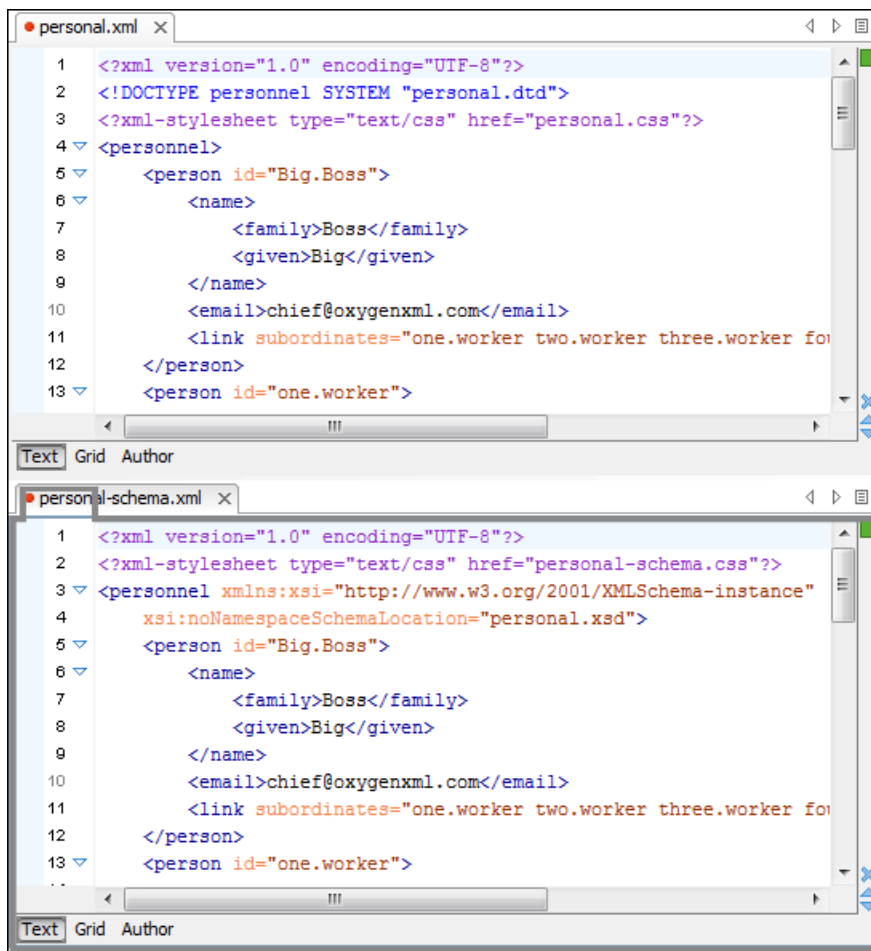 personal.xml
1 <?xml version="1.0" encoding="UTF-8"?>
2 <!DOCTYPE personnel SYSTEM "personal.dtd">
3 <?xml-stylesheet type="text/css" href="personal.css"?>
4 <personnel>
5 <person id="Big.Boss">
6 <name>
7 <family>Boss</family>
8 <given>Big</given>
9 </name>
10 <email>chief@oxygenxml.com</email>
11 <link subordinates="one.worker two.worker three.worker fou
12 </person>
13 <person id="one.worker">
Text Grid Author
personal-schema.xml
1 <?xml version="1.0" encoding="UTF-8"?>
2 <?xml-stylesheet type="text/css" href="personal-schema.css"?>
3 <personnel xmlns:xsi="http://www.w3.org/2001/XMLSchema-instance"
4 xsi:noNamespaceSchemaLocation="personal.xsd">
5 <person id="Big.Boss">
6 <name>
7 <family>Boss</family>
8 <given>Big</given>
9 </name>
10 <email>chief@oxygenxml.com</email>
11 <link subordinates="one.worker two.worker three.worker fou
12 </person>
13 <person id="one.worker">
Text Grid Author